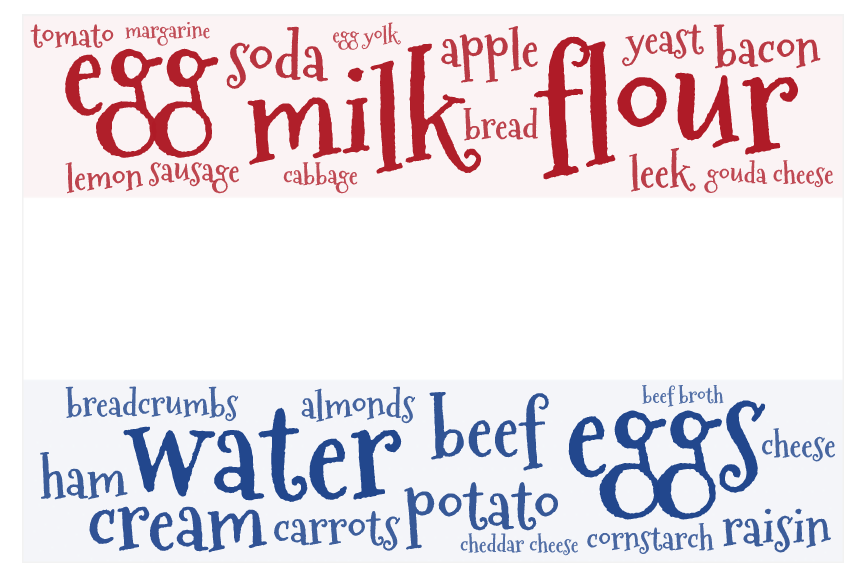 tomato margarine soda egg yolk apple yeast bacon
egg milk bread flour
lemon sausage cabbage leek gouda cheese
breadcrumbs almonds beef beef broth
ham water eggs cheese
cream carrots potato cheddar cheese cornstarch raisin